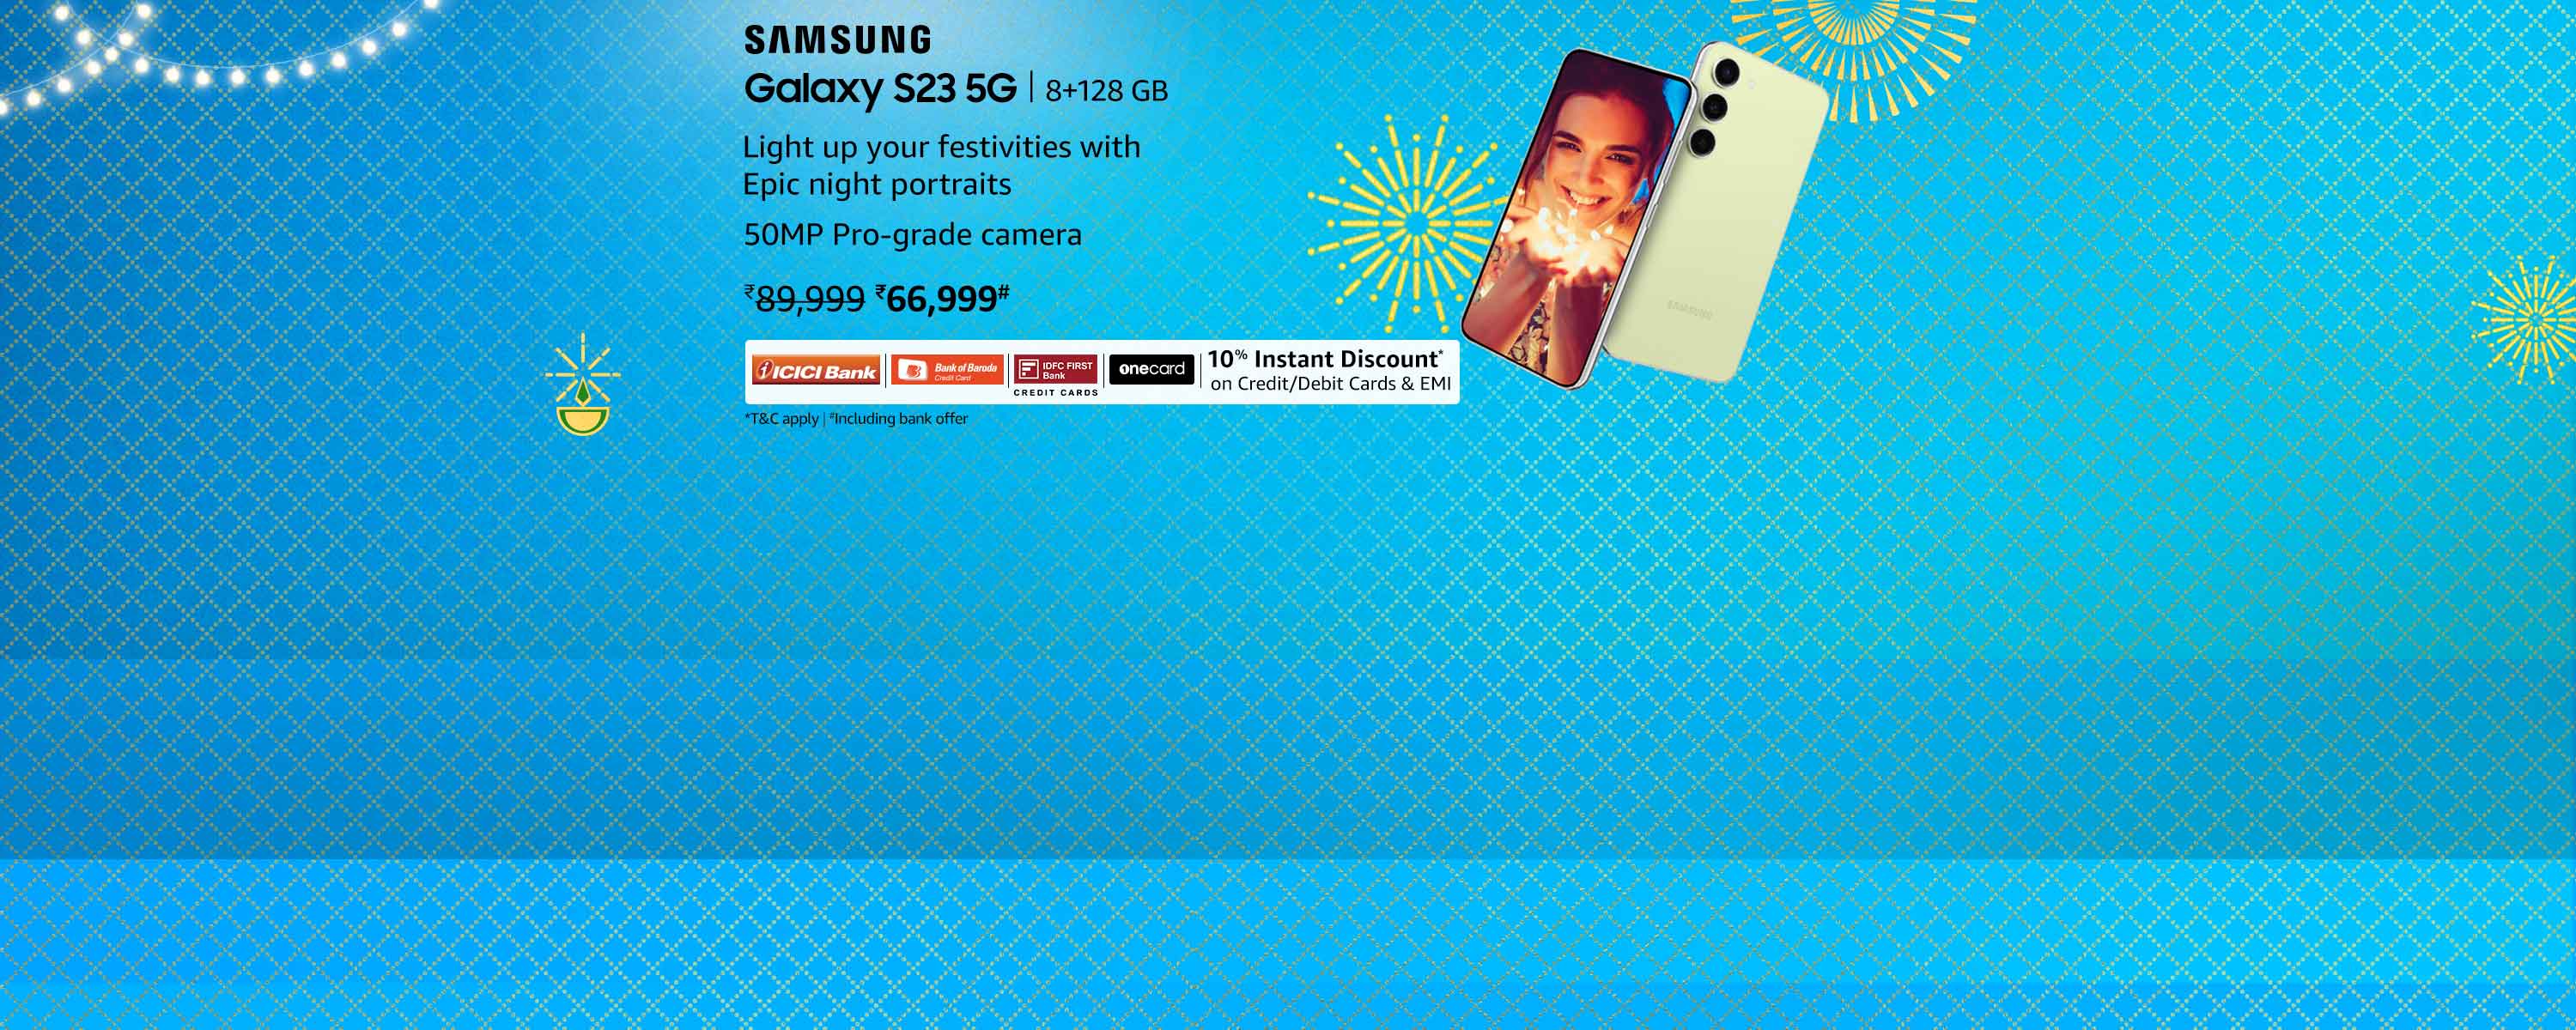 SAMSUNG
Galaxy S23 5G | 8+128 GB
Light up your festivities with
Epic night portraits
50MP Pro-grade camera
₹89,999 ₹66,999#
ICICI Bank
Bank of Baroda
Credit Card
IDFC FIRST
Bank
CREDIT CARDS
onecard
10% Instant Discount*
on Credit/Debit Cards & EMI
*T&C apply | #Including bank offer
SAMSUNG